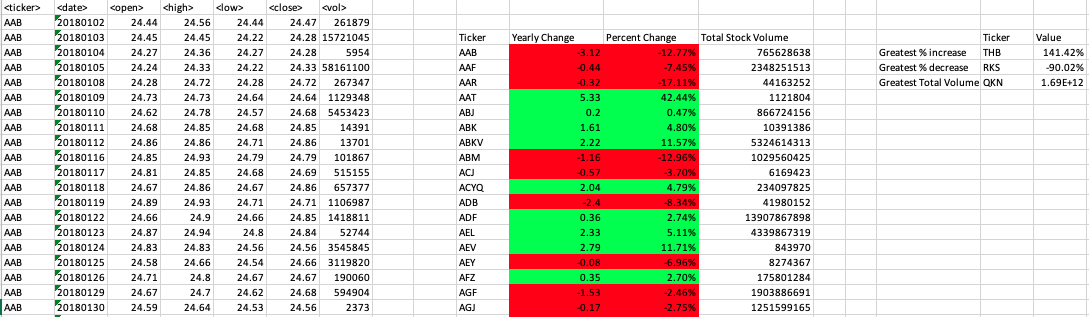 <ticker> <date> <open> <high> <low> <close> <vol>
AAB 20180102 24.44 24.56 24.44 24.47 261879
AAB 20180103 24.45 24.45 24.22 24.28 15721045 Ticker Yearly Change Percent Change Total Stock Volume Ticker Value
AAB 20180104 24.27 24.36 24.27 24.28 5954 AAB -3.12 -12.77% 765628638 Greatest % increase THB 141.42%
AAB 20180105 24.24 24.33 24.22 24.33 58161100 AAF -0.44 -7.45% 2348251513 Greatest % decrease RKS -90.02%
AAB 20180108 24.28 24.72 24.28 24.72 267347 AAR -0.32 -17.11% 44163252 Greatest Total Volume QKN 1.69E+12
AAB 20180109 24.73 24.73 24.64 24.64 1129348 AAT 5.33 42.44% 1121804
AAB 20180110 24.62 24.78 24.57 24.68 5453423 ABJ 0.2 0.47% 866724156
AAB 20180111 24.68 24.85 24.68 24.85 14391 ABK 1.61 4.80% 10391386
AAB 20180112 24.86 24.86 24.71 24.86 13701 ABKV 2.22 11.57% 5324614313
AAB 20180116 24.85 24.93 24.79 24.79 101867 ABM -1.16 -12.96% 1029560425
AAB 20180117 24.81 24.85 24.68 24.69 515155 ACJ -0.57 -3.70% 6169423
AAB 20180118 24.67 24.86 24.67 24.86 657377 ACYQ 2.04 4.79% 234097825
AAB 20180119 24.89 24.93 24.71 24.71 1106987 ADB -2.4 -8.34% 41980152
AAB 20180122 24.66 24.9 24.66 24.85 1418811 ADF 0.36 2.74% 13907867898
AAB 20180123 24.87 24.94 24.8 24.84 52744 AEL 2.33 5.11% 4339867319
AAB 20180124 24.83 24.83 24.56 24.56 3545845 AEV 2.79 11.71% 843970
AAB 20180125 24.58 24.66 24.54 24.66 3119820 AEY -0.08 -6.96% 8274367
AAB 20180126 24.71 24.8 24.67 24.67 190060 AFZ 0.35 2.70% 175801284
AAB 20180129 24.67 24.7 24.62 24.68 594904 AGF -1.53 -2.46% 1903886691
AAB 20180130 24.59 24.64 24.53 24.56 2373 AGJ -0.17 -2.75% 1251599165